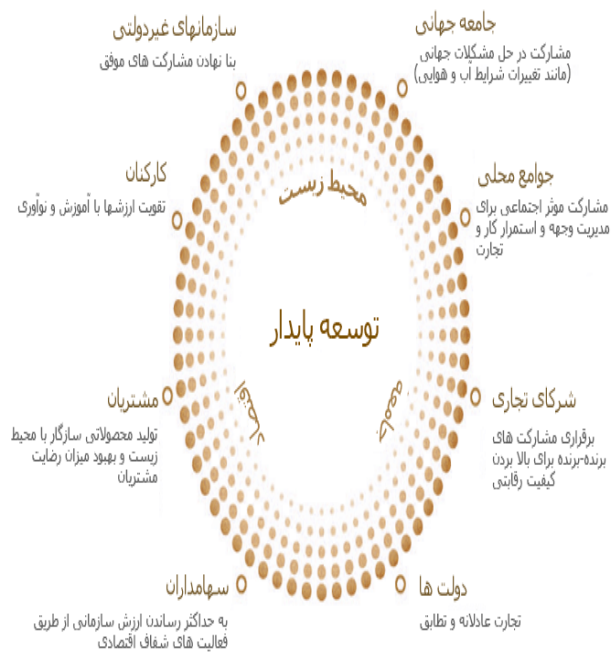 جامعه جهانی
مشارکت در حل مشکلات جهانی
(مانند تغییرات شرایط آب و هوایی)
سازمانهای غیردولتی
بنا نهادن مشارکت های موفق
جوامع محلی
مشارکت موثر اجتماعی برای
مدیریت وجهه و استمرار کار و
تجارت
کارکنان
تقویت ارزشها با آموزش و نوآوری
محیط زیست
توسعه پایدار
جامعه
اقتصاد
شرکای تجاری
برقراری مشارکت های
برنده-برنده برای بالا بردن
کیفیت رقابتی
مشتریان
تولید محصولاتی سازگار با محیط
زیست و بهبود میزان رضایت
مشتریان
دولت ها
تجارت عادلانه و تطابق
سهامداران
به حداکثر رساندن ارزش سازمانی از طریق
فعالیت های شفاف اقتصادی